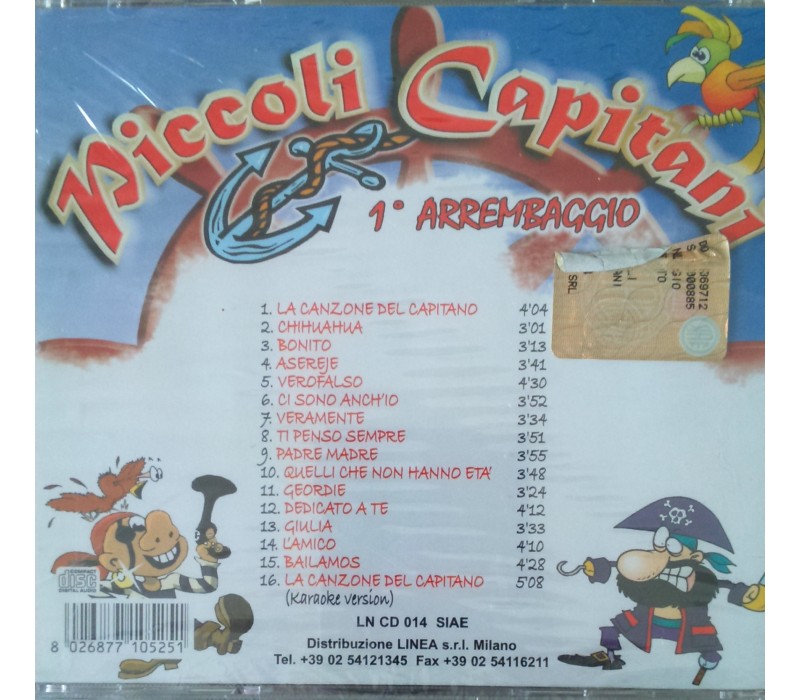 Piccoli Capitani
1° ARREMBAGGIO
1. LA CANZONE DEL CAPITANO 4'04
2. CHIHUAHUA 3'01
3. BONITO 3'13
4. ASEREJE 3'41
5. VEROFALSO 4'30
6. CI SONO ANCH'IO 3'52
7. VERAMENTE 3'34
8. TI PENSO SEMPRE 3'51
9. PADRE MADRE 3'55
10. QUELLI CHE NON HANNO ETA' 3'48
11. GEORDIE 3'24
12. DEDICATO A TE 4'12
13. GIULIA 3'33
14. L'AMICO 4'10
15. BAILAMOS 4'28
16. LA CANZONE DEL CAPITANO 5'08
(Karaoke version)
LN CD 014 SIAE
Distribuzione LINEA s.r.l. Milano
Tel. +39 02 54121345 Fax +39 02 54116211
COMPACT
disc
DIGITAL AUDIO
8 026877 105251
SRL